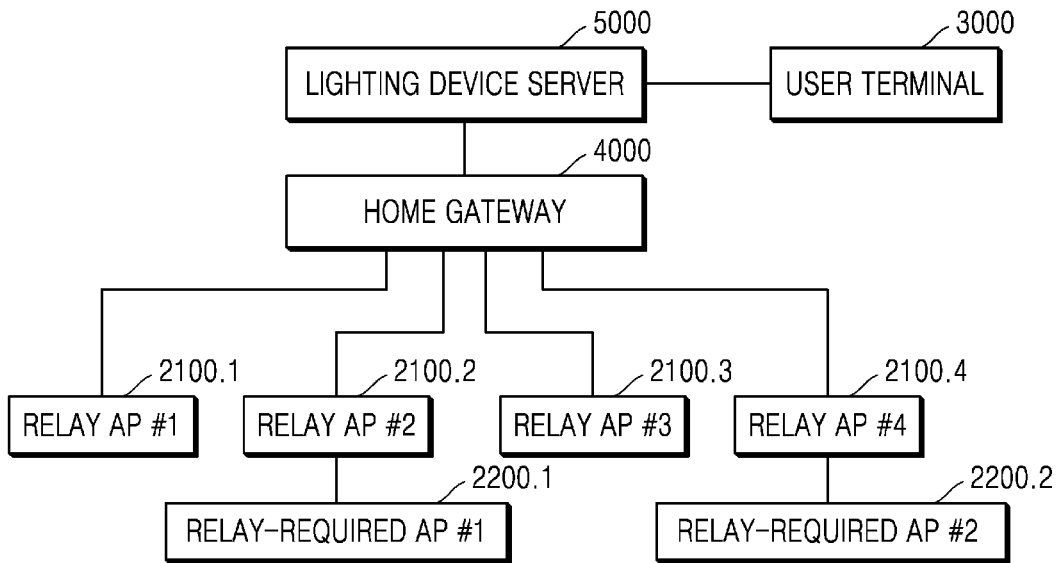 5000
3000
LIGHTING DEVICE SERVER
USER TERMINAL
4000
HOME GATEWAY
2100.1
2100.2
2100.3
2100.4
RELAY AP #1
RELAY AP #2
RELAY AP #3
RELAY AP #4
2200.1
2200.2
RELAY-REQUIRED AP #1
RELAY-REQUIRED AP #2